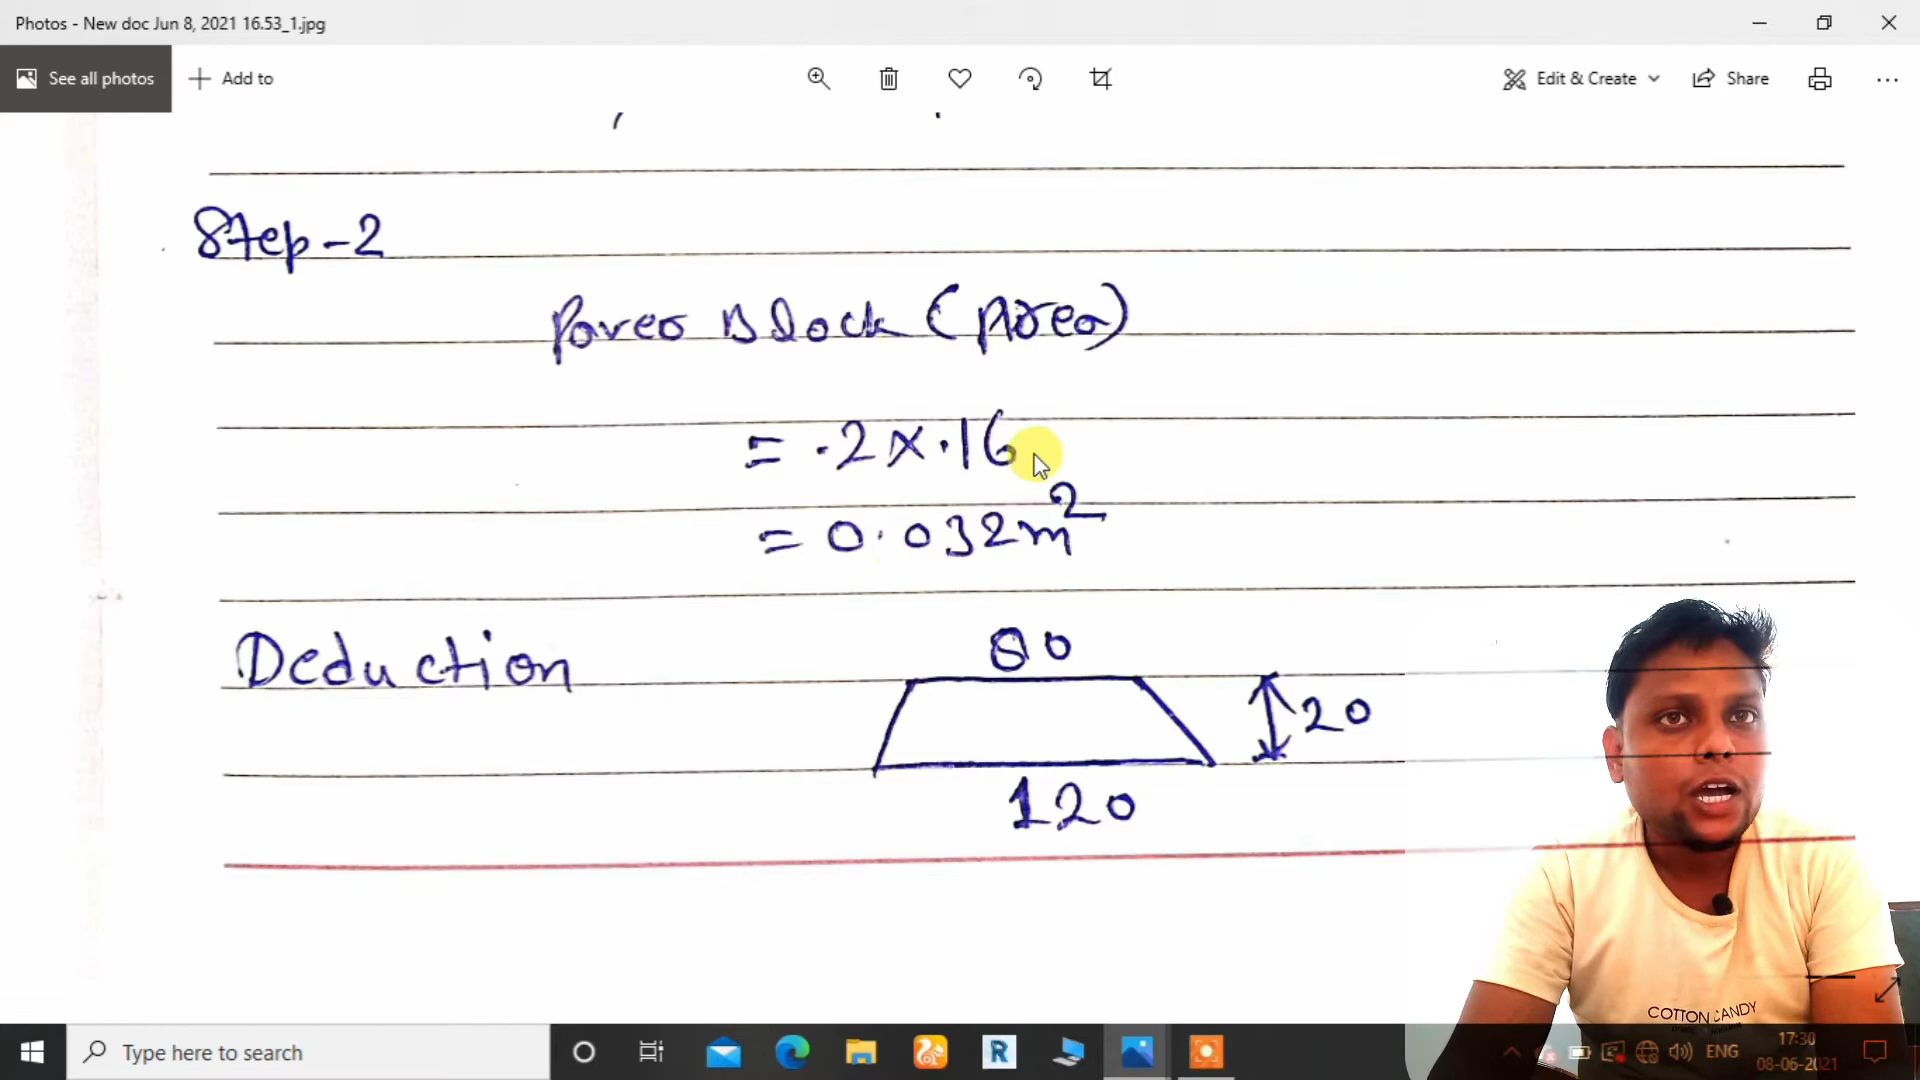 Photos - New doc Jun 8, 2021 16.53_1.jpg
See all photos
Add to
Edit & Create
Share
Step-2
Paver Block (Area)
= .2 x .16
= 0.032m²
Deduction
80
20
120
COTTON CANDY
Type here to search
R
ENG
17:30
08-06-2021